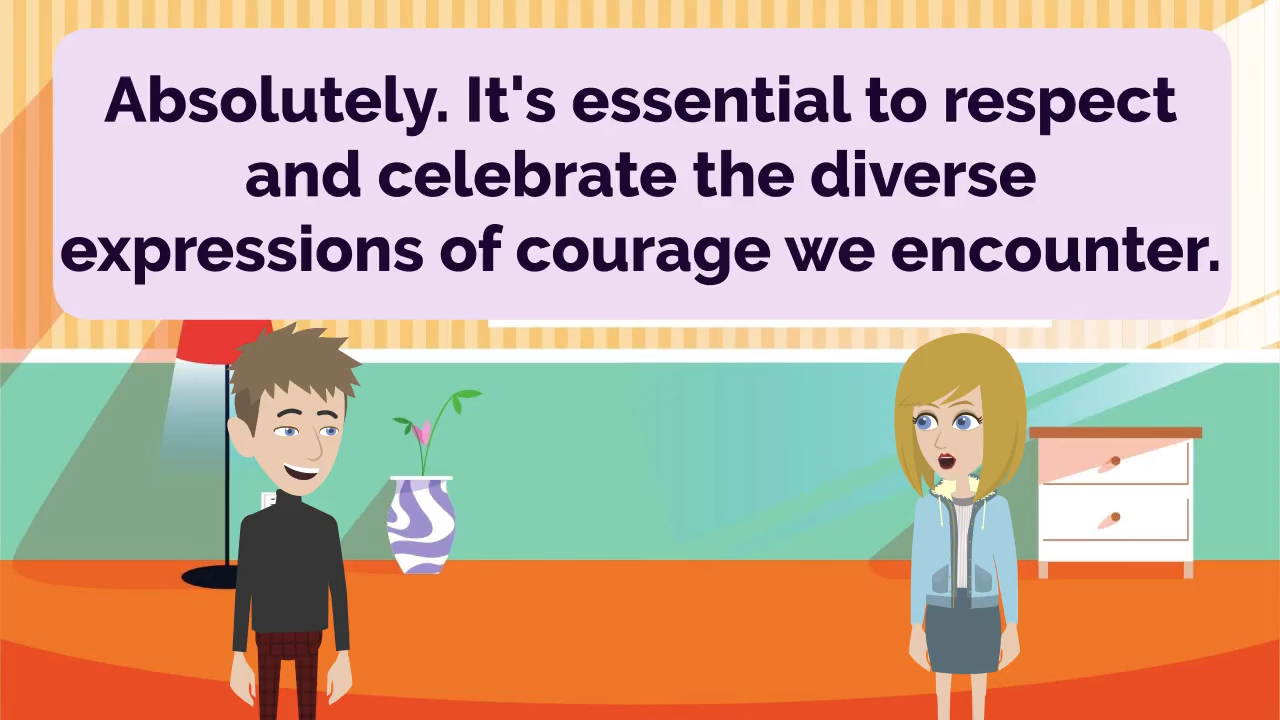 Absolutely. It's essential to respect
and celebrate the diverse
expressions of courage we encounter.